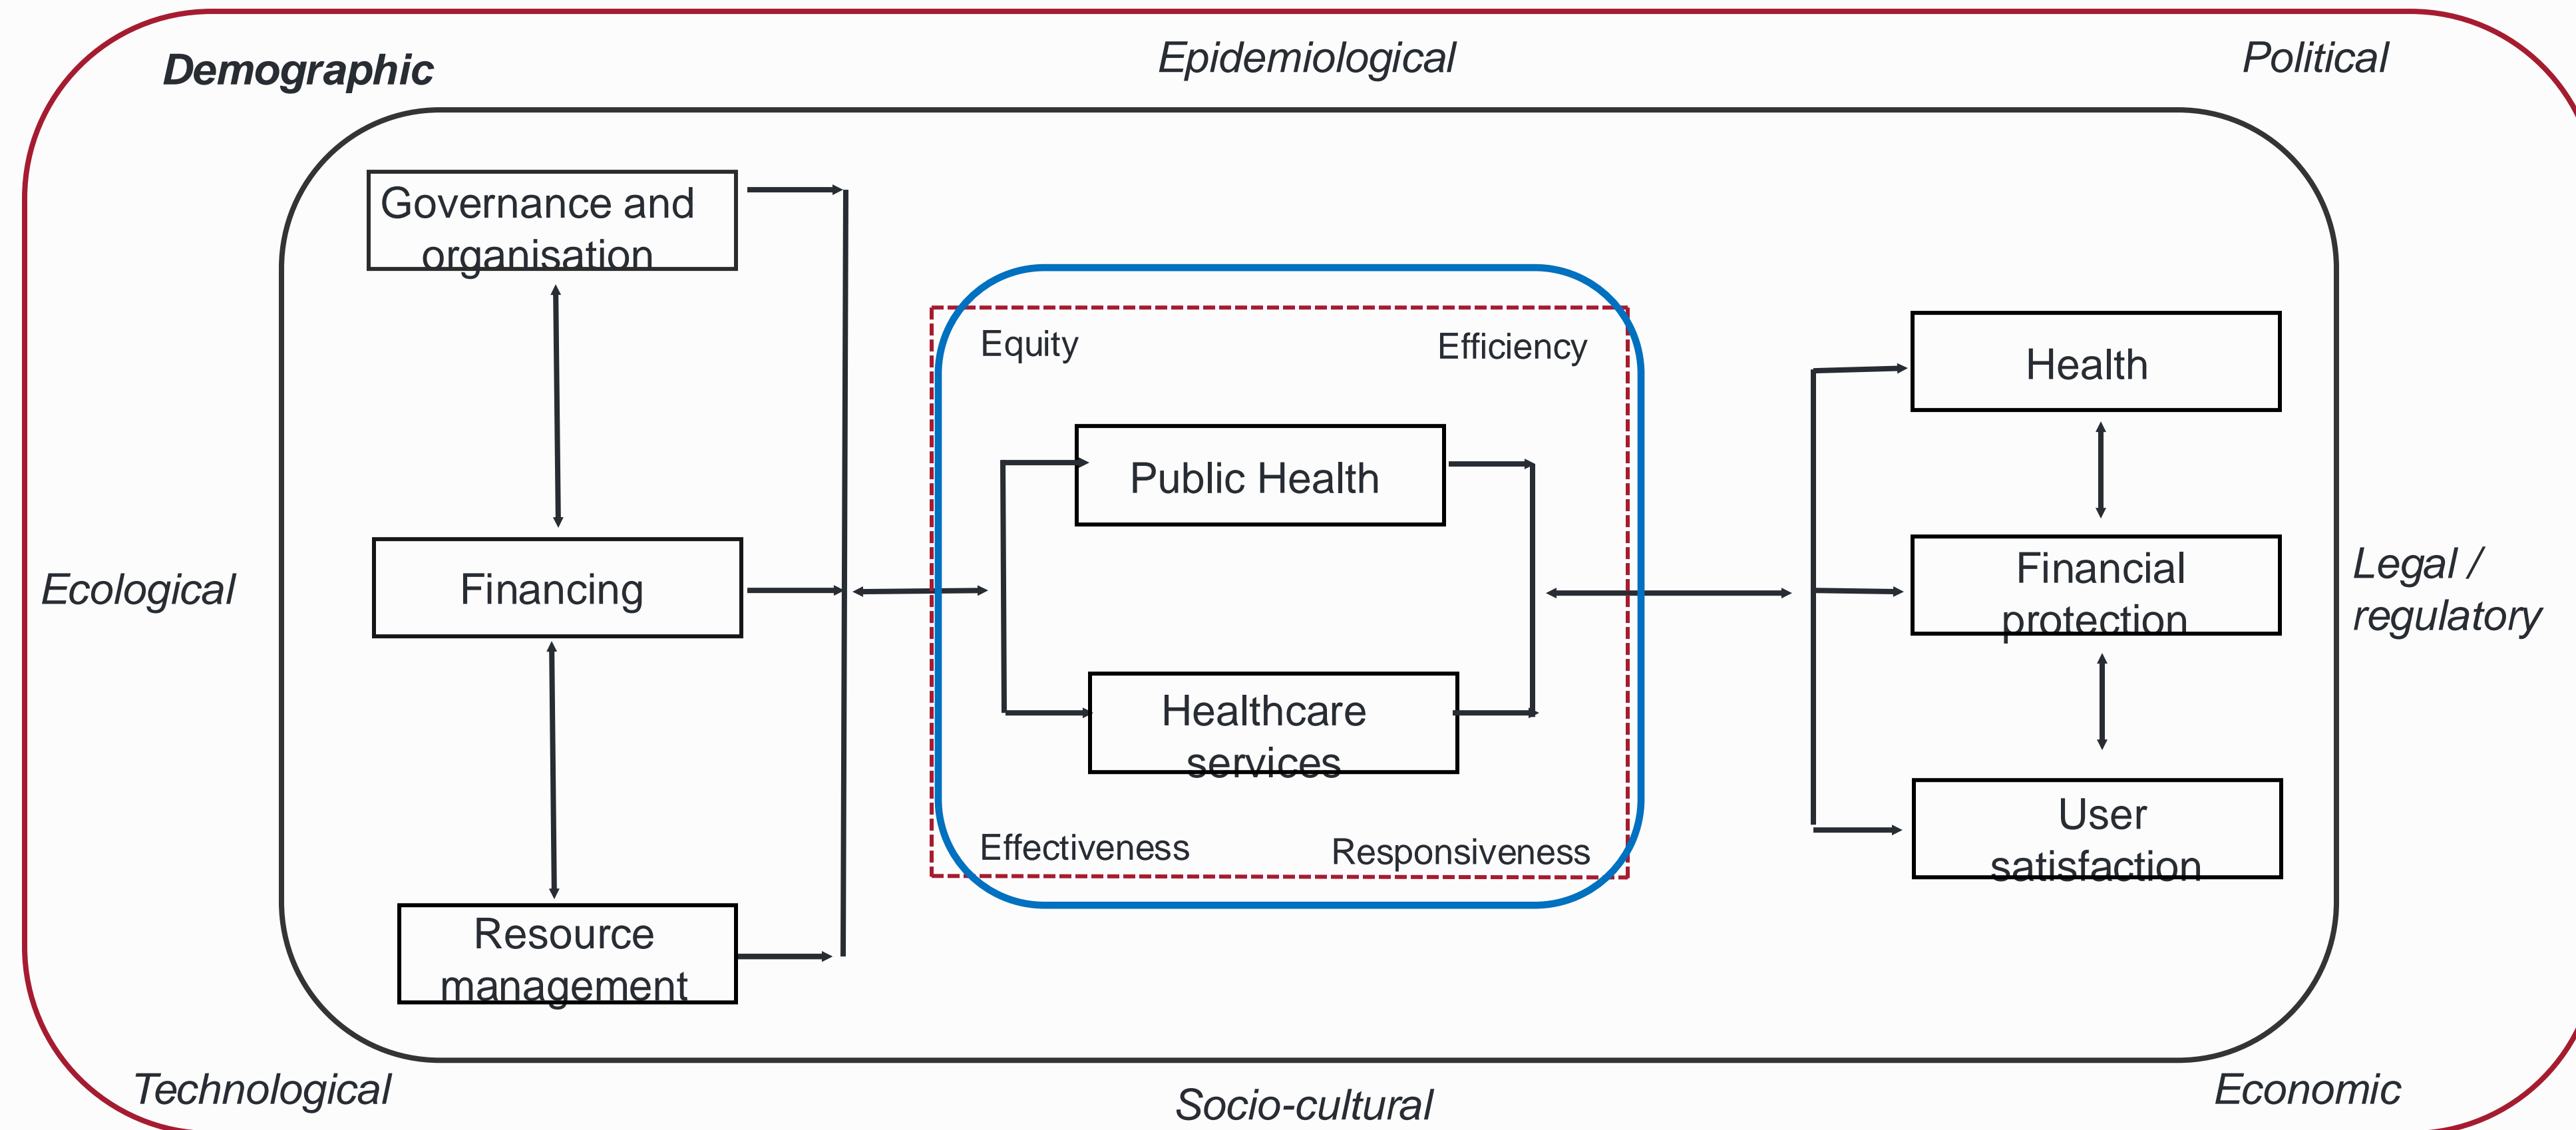 Demographic
Epidemiological
Political
Governance and
organisation
Equity
Efficiency
Health
Public Health
Ecological
Financing
Financial
protection
Legal /
regulatory
Healthcare
services
User
satisfaction
Effectiveness
Responsiveness
Resource
management
Technological
Socio-cultural
Economic